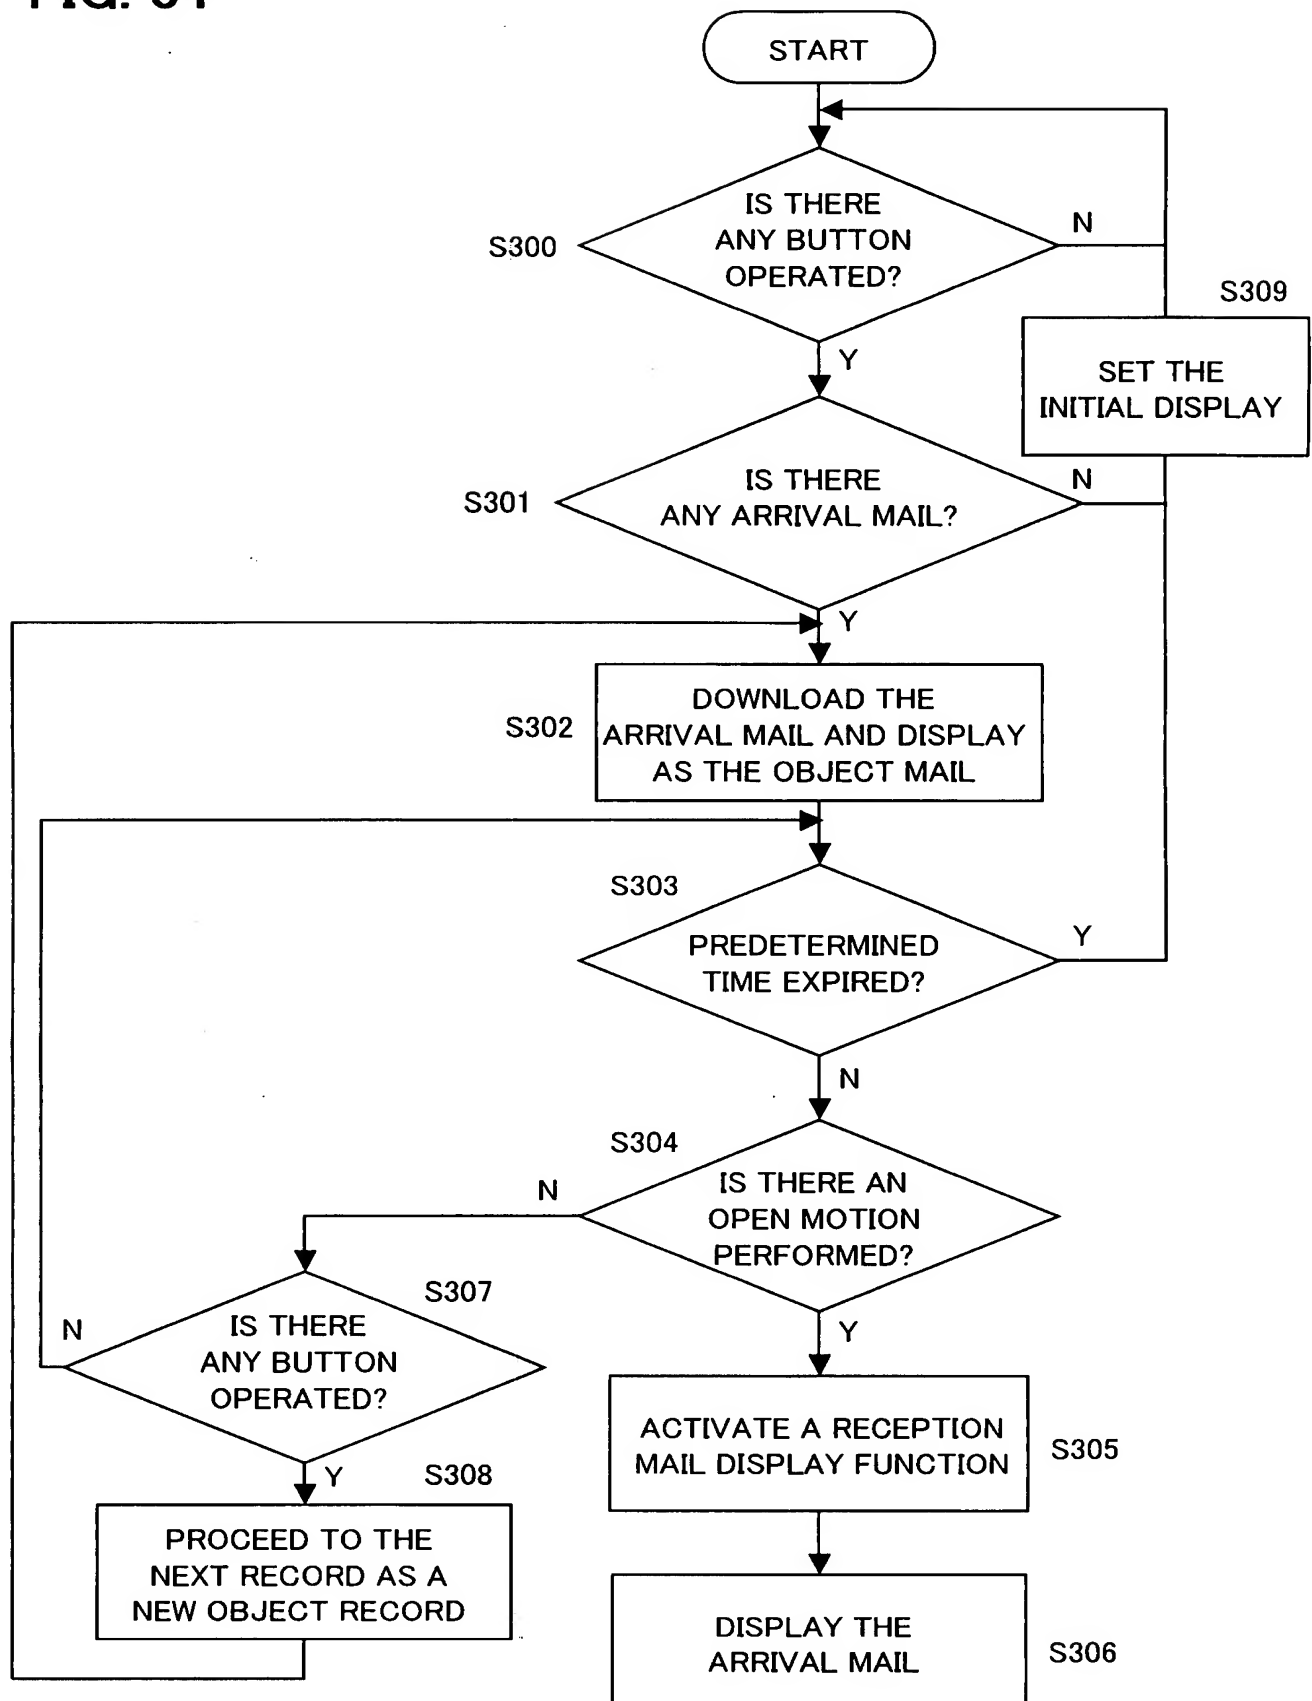 START
IS THERE
ANY BUTTON
OPERATED?
S300
N
Y
S309
SET THE
INITIAL DISPLAY
IS THERE
ANY ARRIVAL MAIL?
S301
N
Y
S302
DOWNLOAD THE
ARRIVAL MAIL AND DISPLAY
AS THE OBJECT MAIL
S303
PREDETERMINED
TIME EXPIRED?
Y
N
S304
IS THERE AN
OPEN MOTION
PERFORMED?
N
Y
S307
IS THERE
ANY BUTTON
OPERATED?
N
Y
S308
PROCEED TO THE
NEXT RECORD AS A
NEW OBJECT RECORD
ACTIVATE A RECEPTION
MAIL DISPLAY FUNCTION
S305
DISPLAY THE
ARRIVAL MAIL
S306